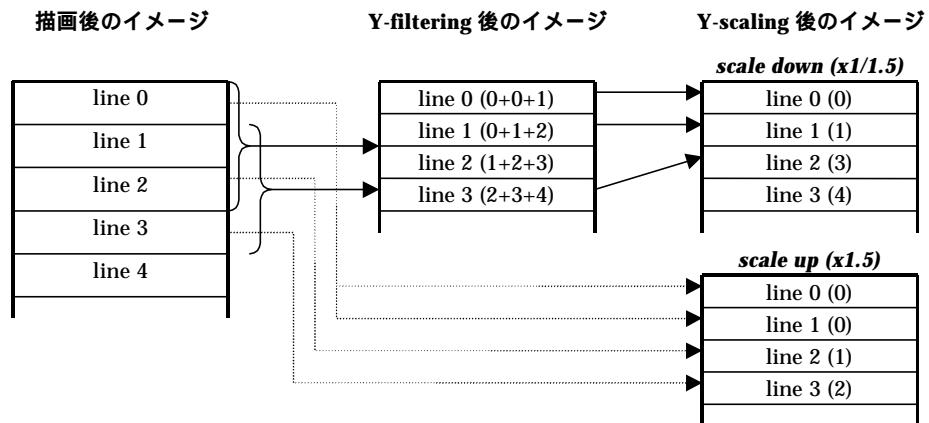 描画後のイメージ
Y-filtering 後のイメージ
Y-scaling 後のイメージ
scale down (x1/1.5)
line 0
line 1
line 2
line 3
line 4
line 0 (0+0+1)
line 1 (0+1+2)
line 2 (1+2+3)
line 3 (2+3+4)
line 0 (0)
line 1 (1)
line 2 (3)
line 3 (4)
scale up (x1.5)
line 0 (0)
line 1 (0)
line 2 (1)
line 3 (2)